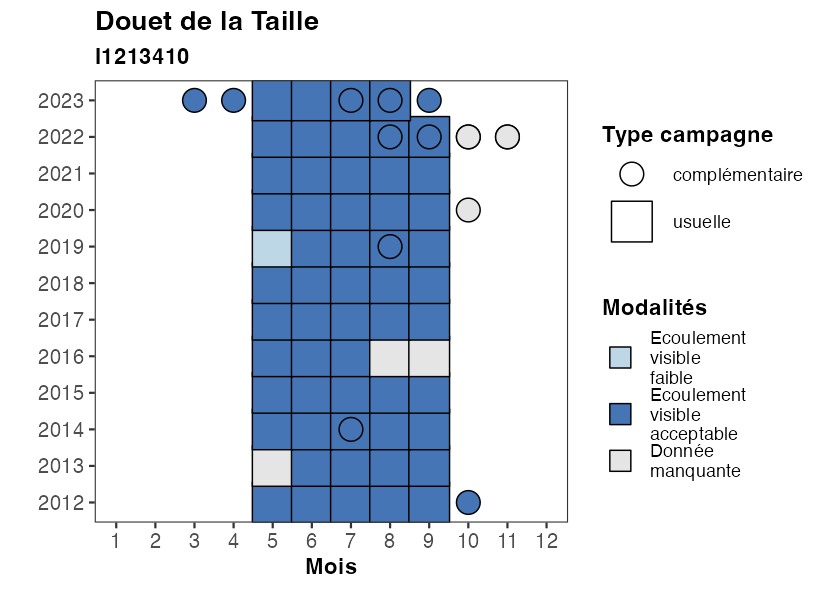 Douet de la Taille
I1213410
2023
2022
2021
2020
2019
2018
2017
2016
2015
2014
2013
2012
1 2 3 4 5 6 7 8 9 10 11 12
Mois
Type campagne
complémentaire
usuelle
Modalités
Ecoulement
visible
faible
Ecoulement
visible
acceptable
Donnée
manquante